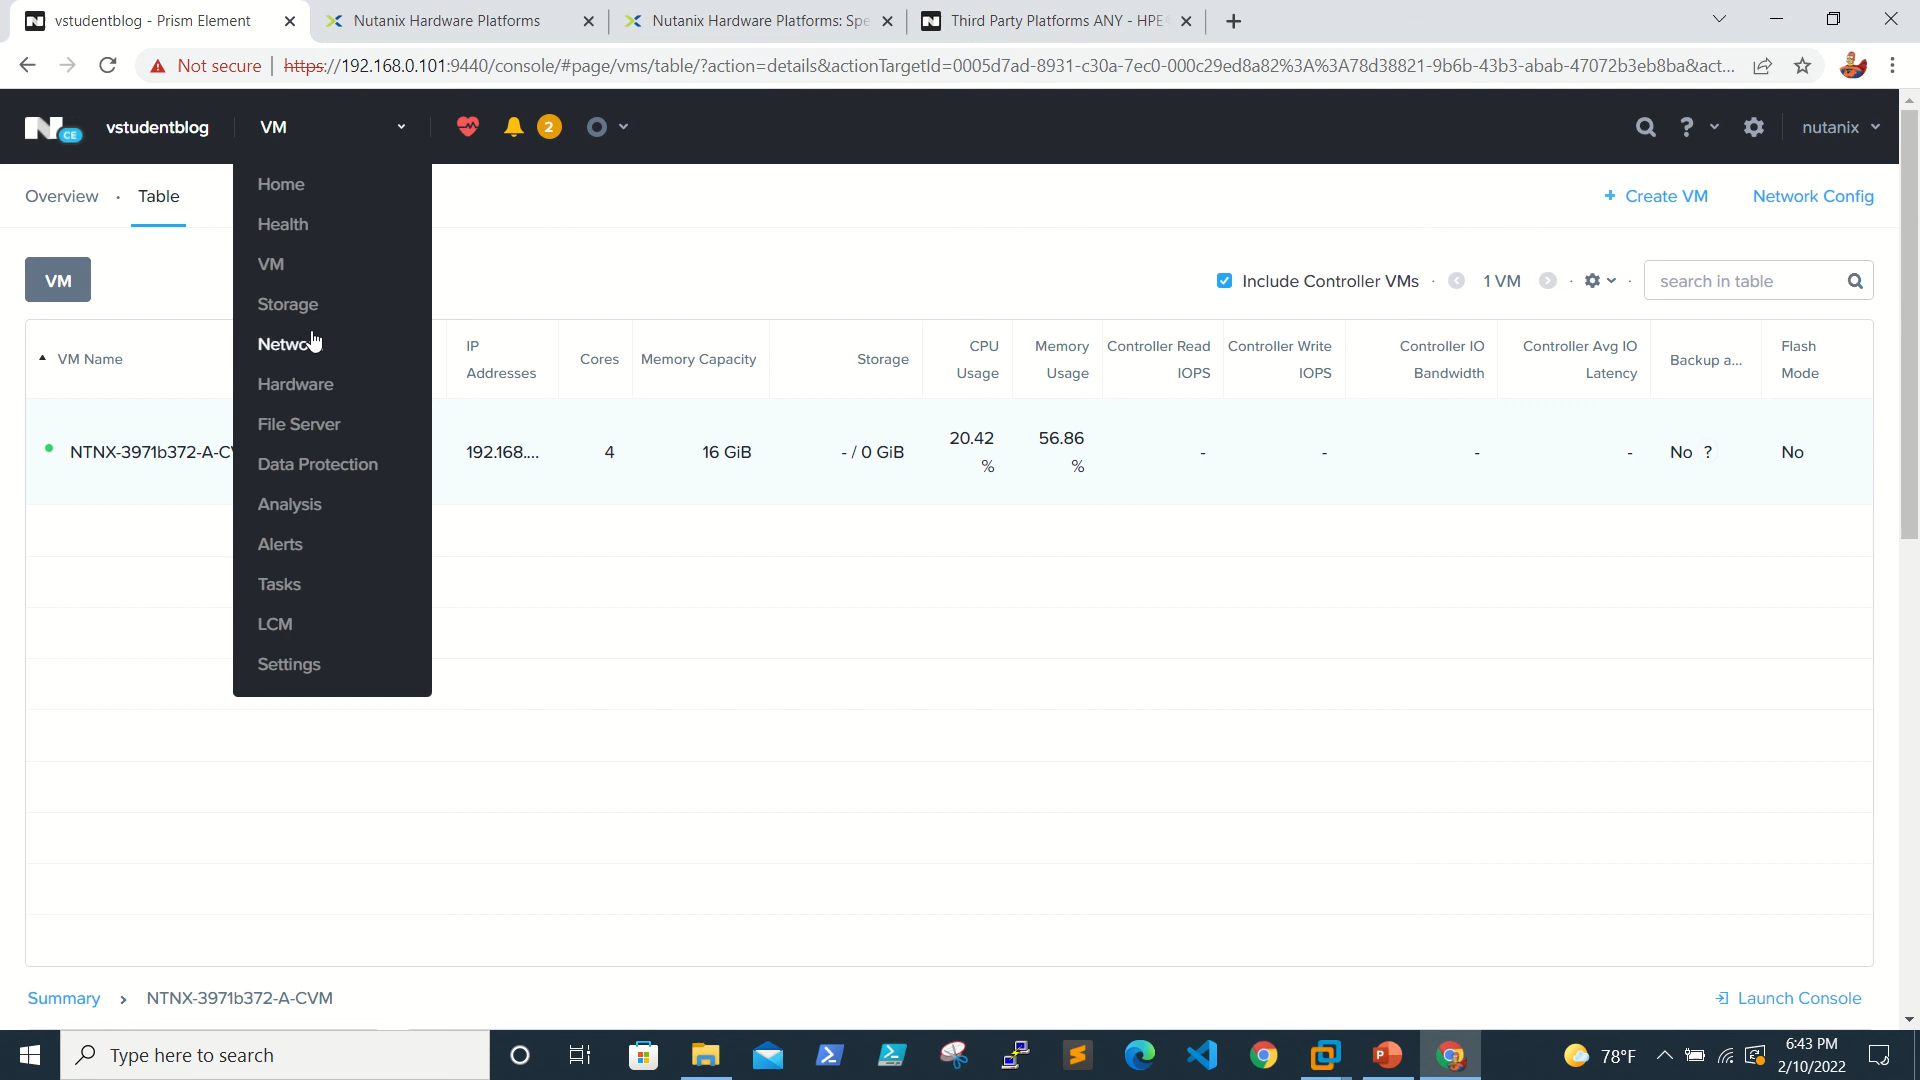 vstudentblog - Prism Element
Nutanix Hardware Platforms
Nutanix Hardware Platforms: Spe
Third Party Platforms ANY - HPE
Not secure
https://192.168.0.101:9440/console/#page/vms/table/?action=details&actionTargetId=0005d7ad-8931-c30a-7ec0-000c29ed8a82%3A%3A78d38821-9b6b-43b3-abab-47072b3eb8ba&act...
CE
vstudentblog
VM
2
?
nutanix
Overview · Table
+ Create VM
Network Config
Home
Health
VM
Storage
Network
Hardware
File Server
Data Protection
Analysis
Alerts
Tasks
LCM
Settings
VM
Include Controller VMs · 1 VM · ·
search in table
VM Name
IP Addresses
Cores
Memory Capacity
Storage
CPU Usage
Memory Usage
Controller Read IOPS
Controller Write IOPS
Controller IO Bandwidth
Controller Avg IO Latency
Backup a...
Flash Mode
NTNX-3971b372-A-CV
192.168....
4
16 GiB
- / 0 GiB
20.42 %
56.86 %
-
-
-
-
No ?
No
Summary > NTNX-3971b372-A-CVM
Launch Console
Type here to search
78°F
6:43 PM
2/10/2022